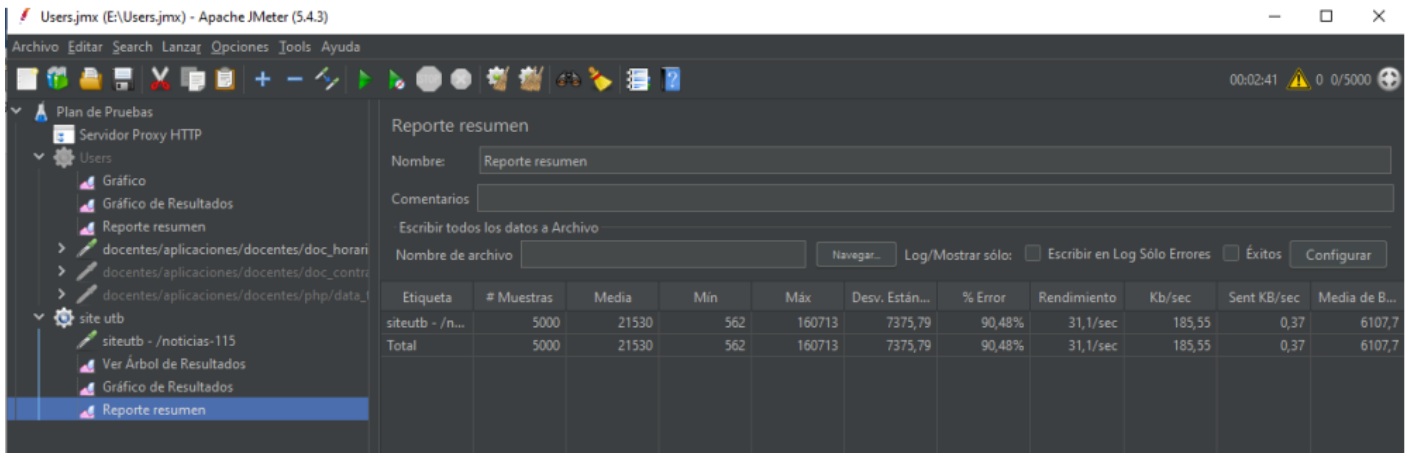 Users.jmx (E:\Users.jmx) - Apache JMeter (5.4.3)
Archivo Editar Search Lanzar Opciones Tools Ayuda
00:02:41 0 0/5000
Plan de Pruebas
Servidor Proxy HTTP
Users
Gráfico
Gráfico de Resultados
Reporte resumen
docentes/aplicaciones/docentes/doc_horari
docentes/aplicaciones/docentes/doc_contra
docentes/aplicaciones/docentes/php/data_t
site utb
siteutb - /noticias-115
Ver Árbol de Resultados
Gráfico de Resultados
Reporte resumen
Reporte resumen
Nombre: Reporte resumen
Comentarios
Escribir todos los datos a Archivo
Nombre de archivo Navegar... Log/Mostrar sólo: Escribir en Log Sólo Errores Éxitos Configurar
Etiqueta # Muestras Media Mín Máx Desv. Están... % Error Rendimiento Kb/sec Sent KB/sec Media de B...
siteutb - /n... 5000 21530 562 160713 7375,79 90,48% 31,1/sec 185,55 0,37 6107,7
Total 5000 21530 562 160713 7375,79 90,48% 31,1/sec 185,55 0,37 6107,7